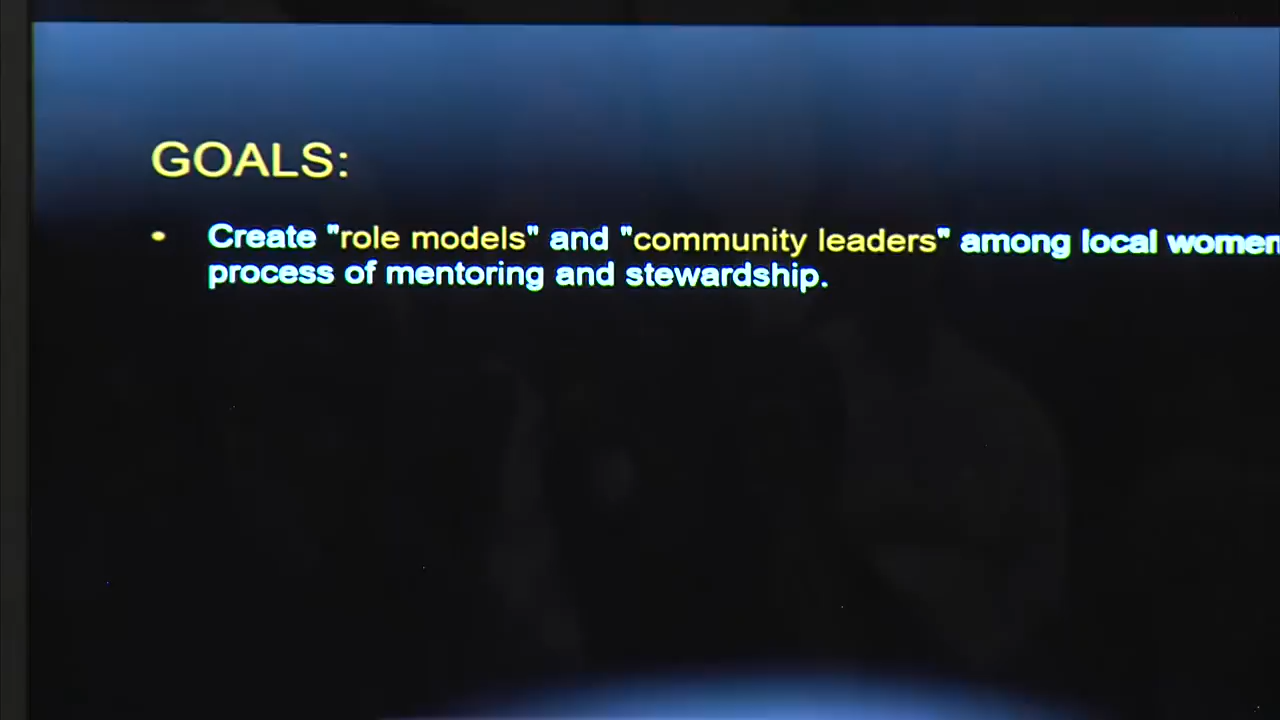 GOALS:
• Create "role models" and "community leaders" among local women
process of mentoring and stewardship.